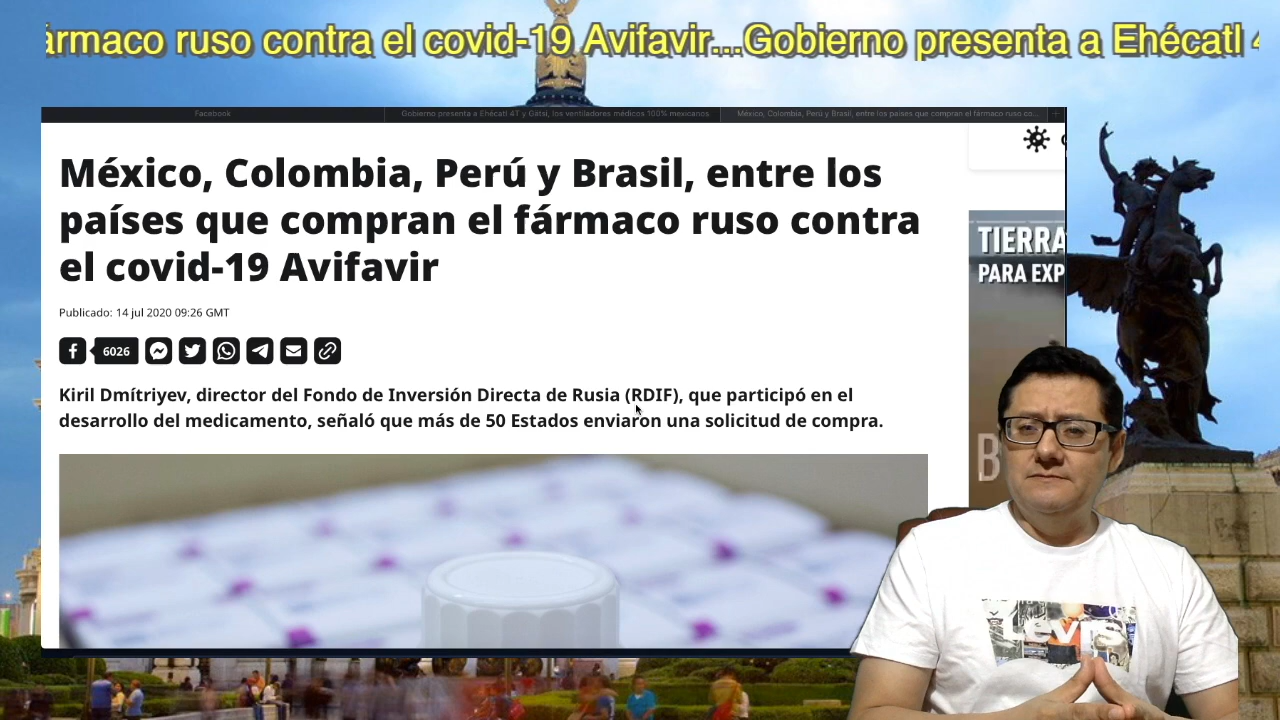 ármaco ruso contra el covid-19 Avifavir...Gobierno presenta a Ehécatl 4
Facebook
Gobierno presenta a Ehécatl 4T y Gätsi, los ventiladores médicos 100% mexicanos
México, Colombia, Perú y Brasil, entre los países que compran el fármaco ruso co...
México, Colombia, Perú y Brasil, entre los
países que compran el fármaco ruso contra
el covid-19 Avifavir
Publicado: 14 jul 2020 09:26 GMT
6026
Kiril Dmítriyev, director del Fondo de Inversión Directa de Rusia (RDIF), que participó en el
desarrollo del medicamento, señaló que más de 50 Estados enviaron una solicitud de compra.
TIERRA
PARA EXP
B
Levi's